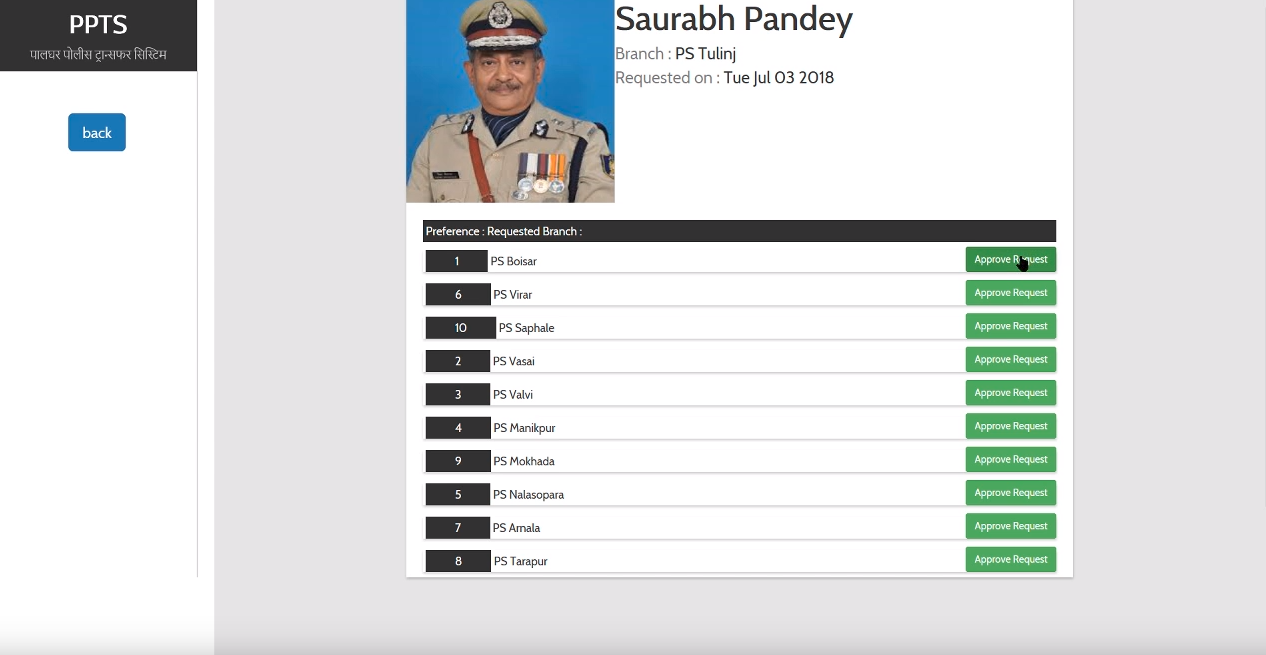 PPTS
पालघर पोलीस ट्रान्सफर सिस्टिम
back
Saurabh Pandey
Branch : PS Tulinj
Requested on : Tue Jul 03 2018
Preference : Requested Branch :
1 PS Boisar Approve Request
6 PS Virar Approve Request
10 PS Saphale Approve Request
2 PS Vasai Approve Request
3 PS Valvi Approve Request
4 PS Manikpur Approve Request
9 PS Mokhada Approve Request
5 PS Nalasopara Approve Request
7 PS Arnala Approve Request
8 PS Tarapur Approve Request